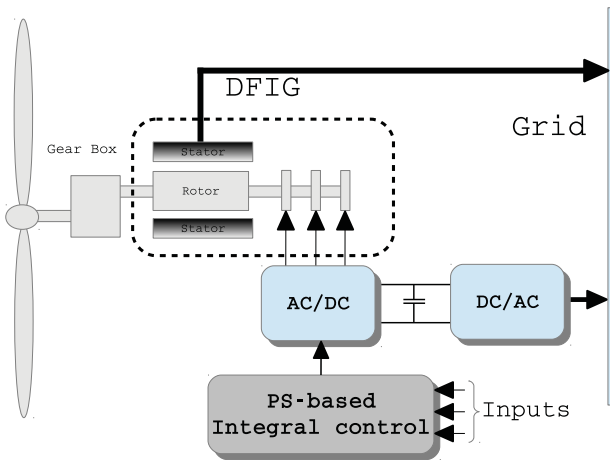 DFIG
Grid
Gear Box
Stator
Rotor
Stator
AC/DC
DC/AC
PS-based
Integral control
Inputs